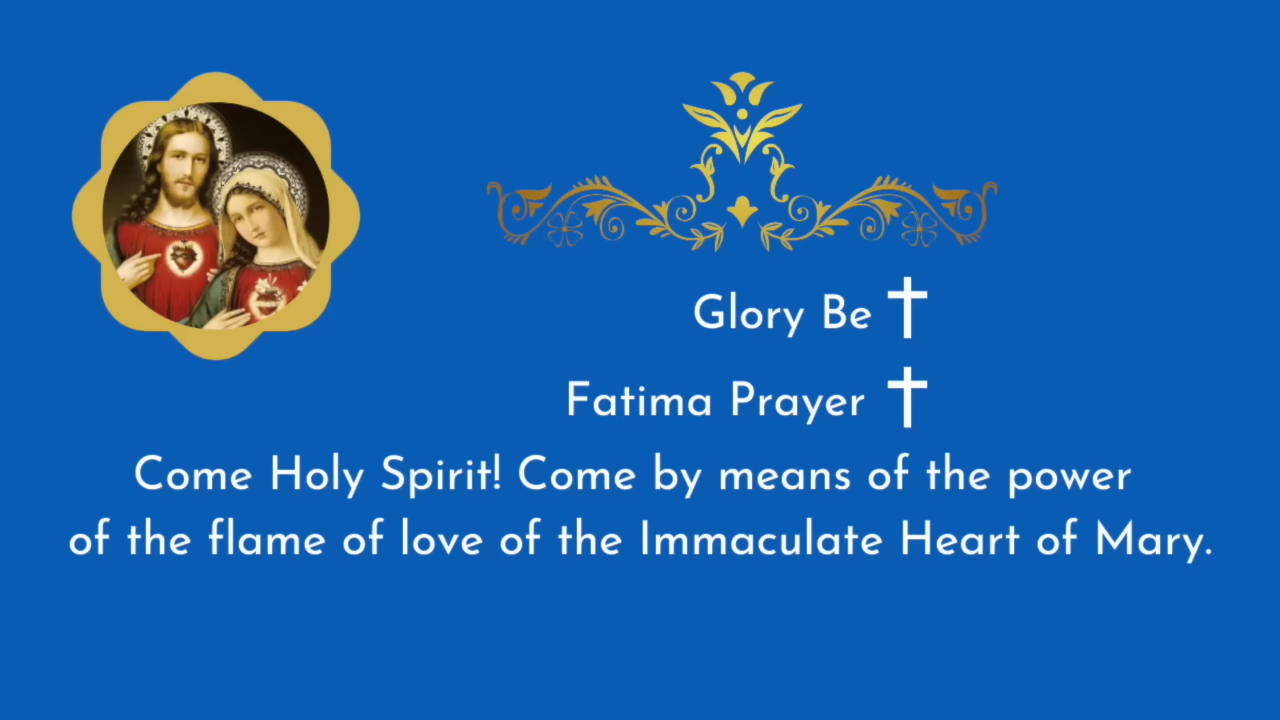 Glory Be
Fatima Prayer
Come Holy Spirit! Come by means of the power
of the flame of love of the Immaculate Heart of Mary.